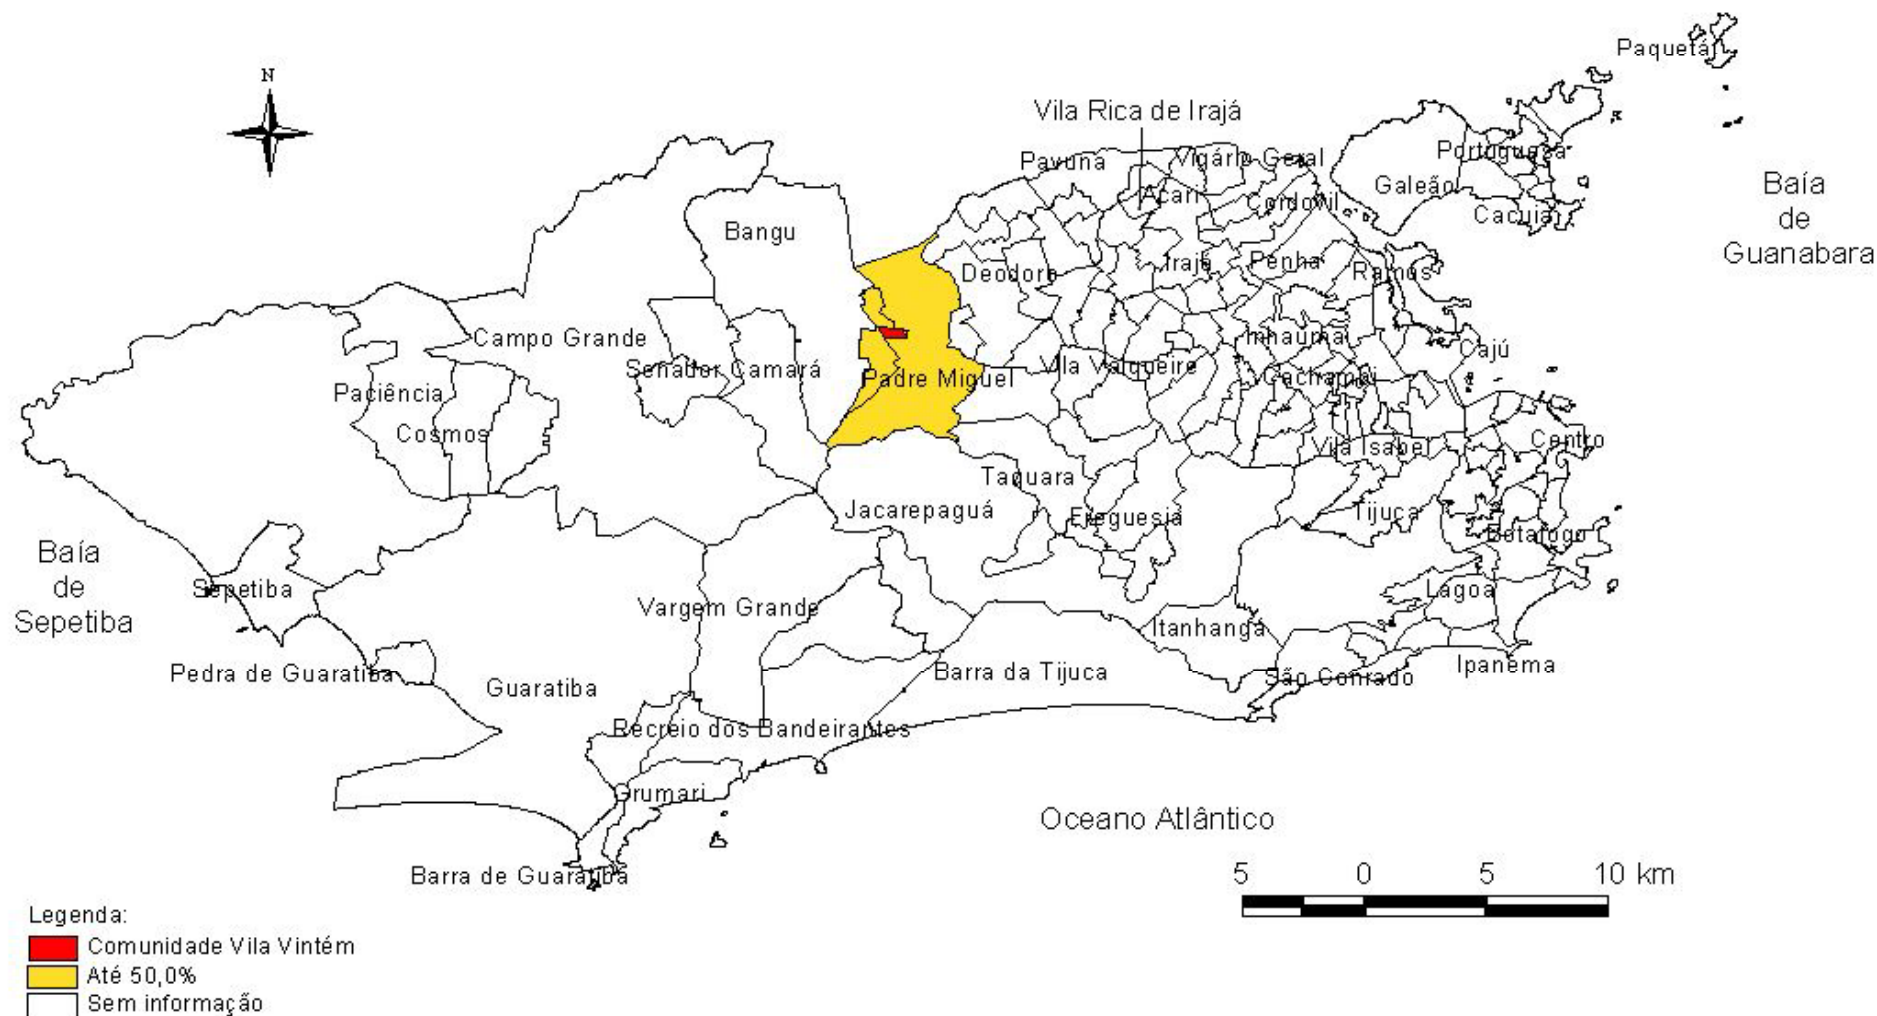 Paquetá
N
Vila Rica de Irajá
Pavuna
Vigário Geral
Portuguesa
Galeão
Acari
Cordovil
Cacuia
Baía
de
Guanabara
Bangu
Deodoro
Irajá
Penha
Ramos
Campo Grande
Inhaúma
Cajú
Senador Camará
Padre Miguel
Vila Valqueire
Cachambi
Paciência
Cosmos
Vila Isabel
Centro
Taquara
Jacarepaguá
Freguesia
Tijuca
Botafogo
Baía
de
Sepetiba
Sepetiba
Lagoa
Vargem Grande
Itanhangá
Pedra de Guaratiba
Guaratiba
Barra da Tijuca
São Conrado
Ipanema
Recreio dos Bandeirantes
Grumari
Oceano Atlântico
Barra de Guaratiba
5 0 5 10 km
Legenda:
Comunidade Vila Vintém
Até 50,0%
Sem informação